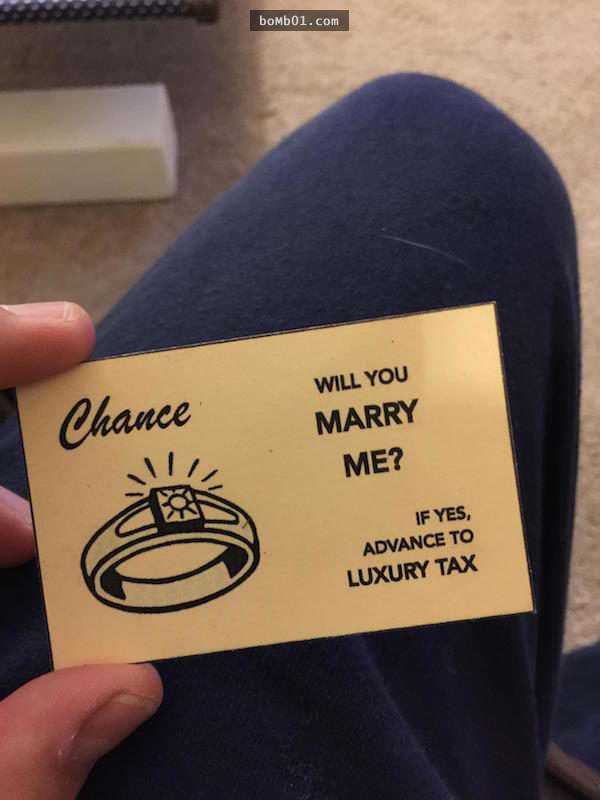 boMb01.com
Chance
WILL YOU
MARRY
ME?
IF YES,
ADVANCE TO
LUXURY TAX